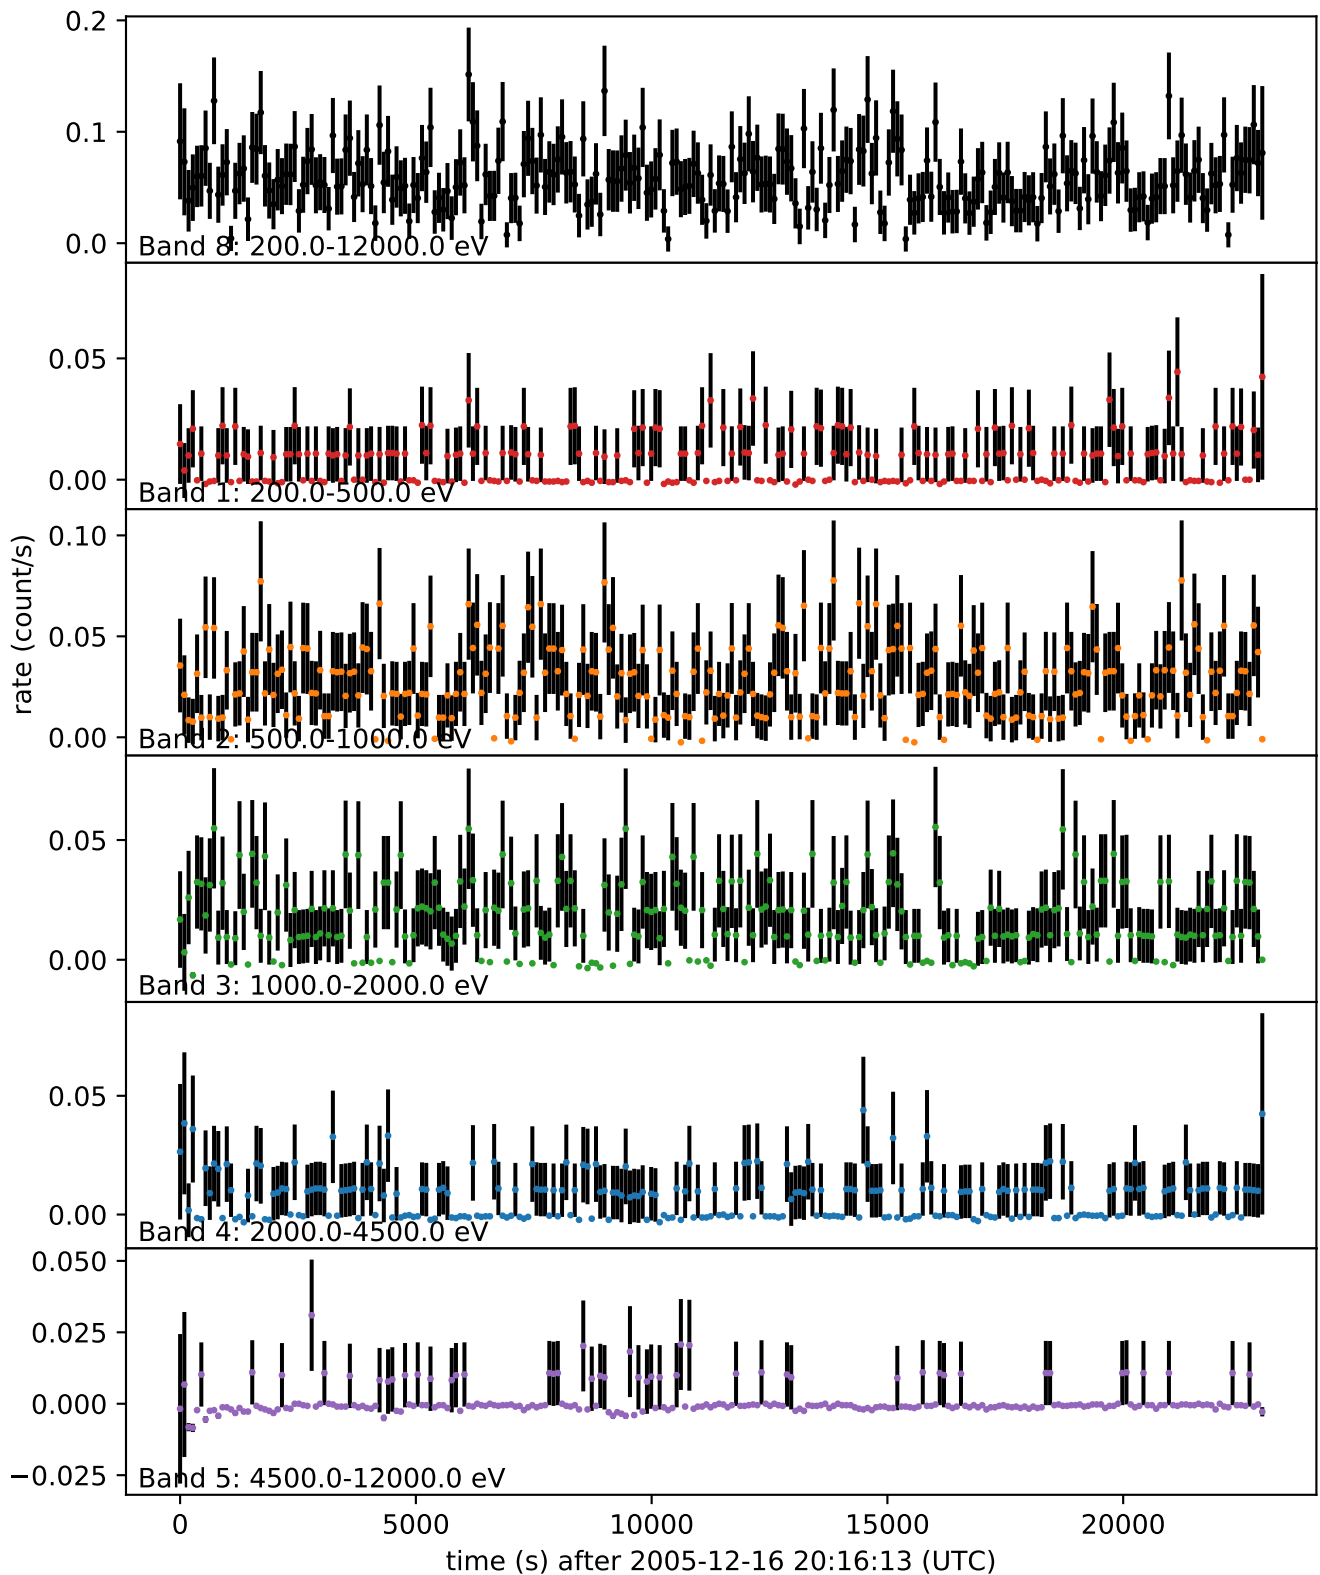 0.2
0.1
0.0
Band 8: 200.0-12000.0 eV
0.05
0.00
Band 1: 200.0-500.0 eV
0.10
0.05
0.00
Band 2: 500.0-1000.0 eV
rate (count/s)
0.05
0.00
Band 3: 1000.0-2000.0 eV
0.05
0.00
Band 4: 2000.0-4500.0 eV
0.050
0.025
0.000
−0.025
Band 5: 4500.0-12000.0 eV
0 5000 10000 15000 20000
time (s) after 2005-12-16 20:16:13 (UTC)